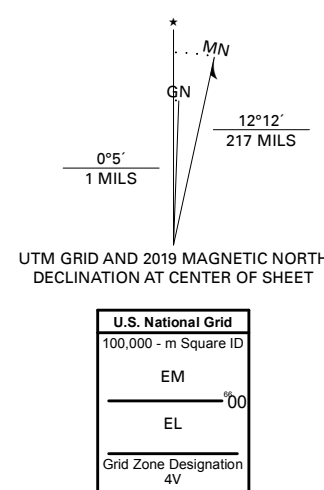 ★
MN
GN
12°12´
217 MILS
0°5´
1 MILS
UTM GRID AND 2019 MAGNETIC NORTH
DECLINATION AT CENTER OF SHEET
U.S. National Grid
100,000 - m Square ID
EM
⁶⁶00
EL
Grid Zone Designation
4V